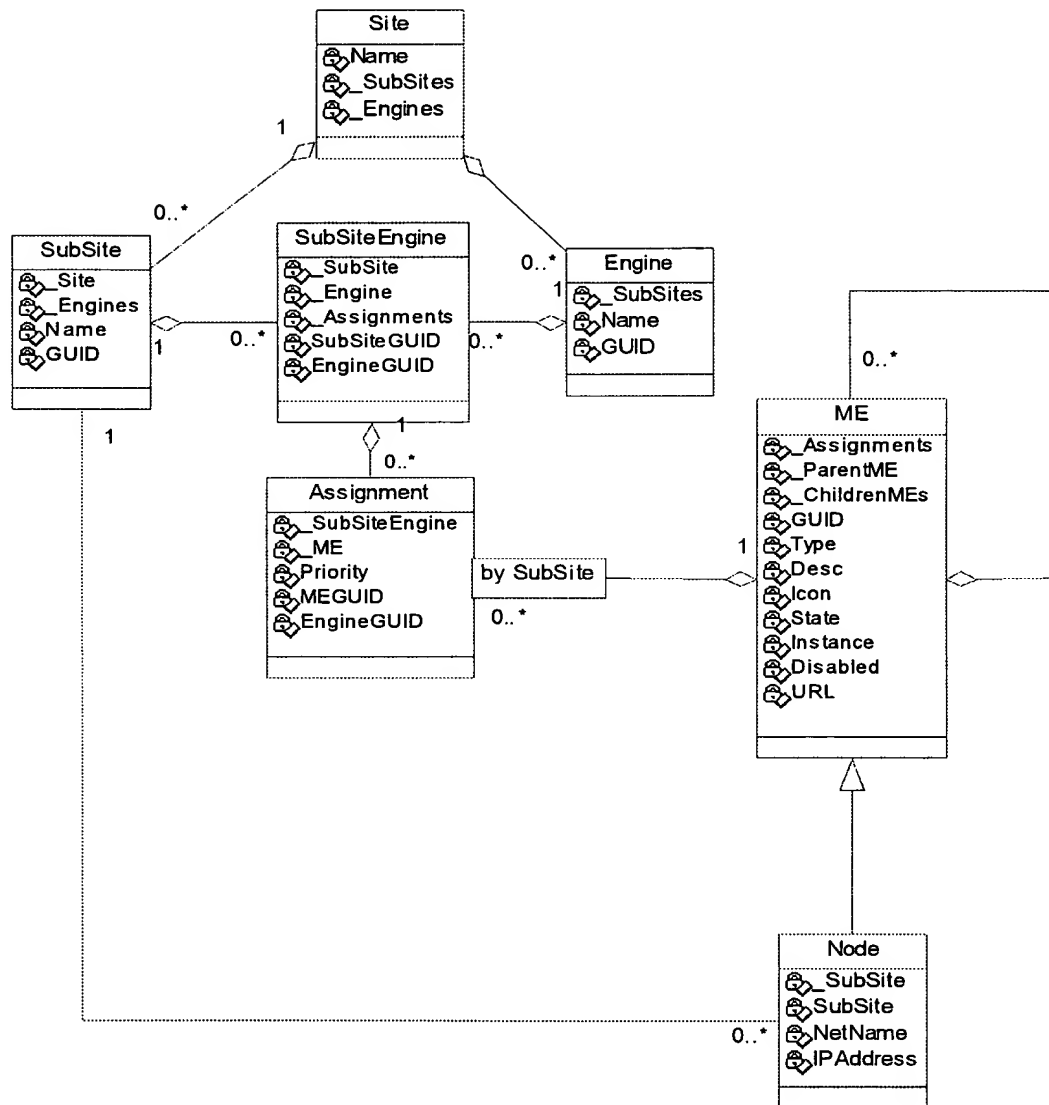 Site
Name
_SubSites
_Engines
1
0..*
SubSite
_Site
_Engines
Name
GUID
1
0..*
SubSiteEngine
_SubSite
_Engine
_Assignments
SubSiteGUID
EngineGUID
0..*
1
0..*
Engine
_SubSites
Name
GUID
0..*
ME
_Assignments
_ParentME
_ChildrenMEs
GUID
Type
Desc
Icon
State
Instance
Disabled
URL
1
1
0..*
Assignment
_SubSiteEngine
_ME
Priority
MEGUID
EngineGUID
by SubSite
0..*
1
Node
_SubSite
SubSite
NetName
IPAddress
0..*